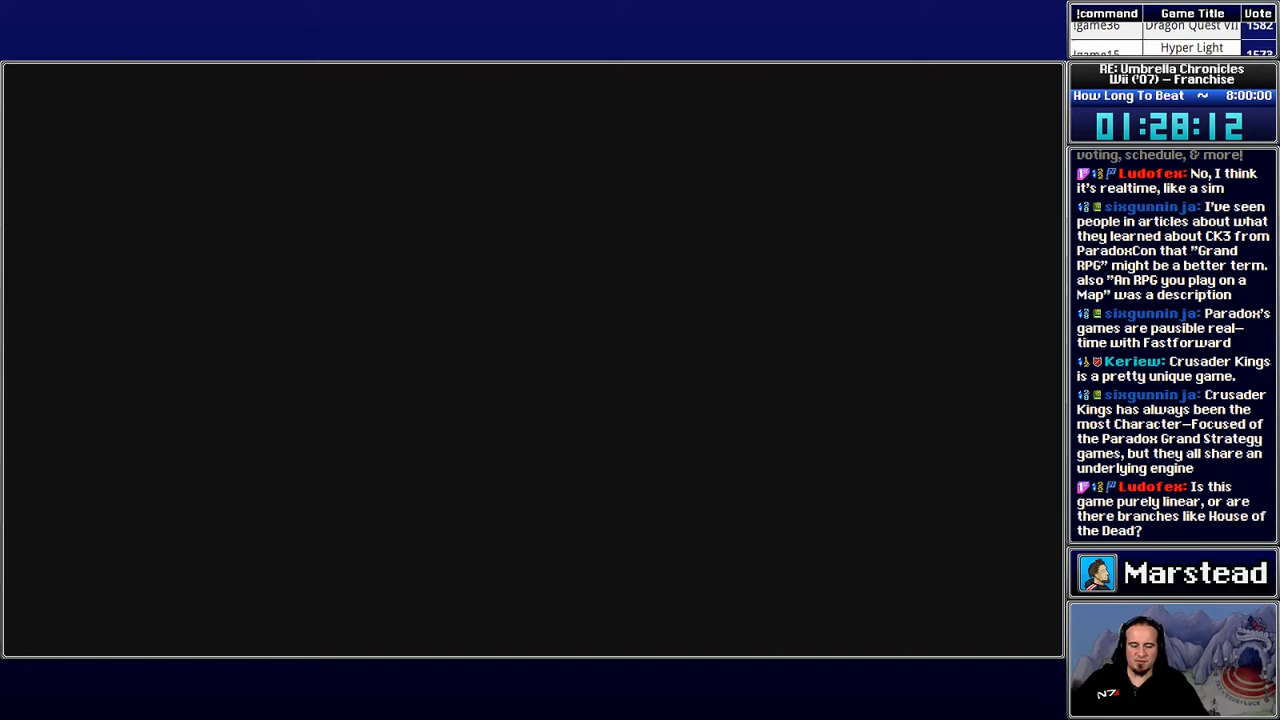 !command Game Title Vote
!game36 Dragon Quest VII 1582
!game15 Hyper Light 1573
RE: Umbrella Chronicles
Wii ('07) – Franchise
How Long To Beat ~ 8:00:00
01:28:12
voting, schedule, & more!
Ludofex: No, I think
it's realtime, like a sim
sixgunninja: I've seen
people in articles about what
they learned about CK3 from
ParadoxCon that "Grand
RPG" might be a better term.
also "An RPG you play on a
Map" was a description
sixgunninja: Paradox's
games are pausible real–
time with Fastforward
Keriew: Crusader Kings
is a pretty unique game.
sixgunninja: Crusader
Kings has always been the
most Character–Focused of
the Paradox Grand Strategy
games, but they all share an
underlying engine
Ludofex: Is this
game purely linear, or are
there branches like House of
the Dead?
Marstead
N7